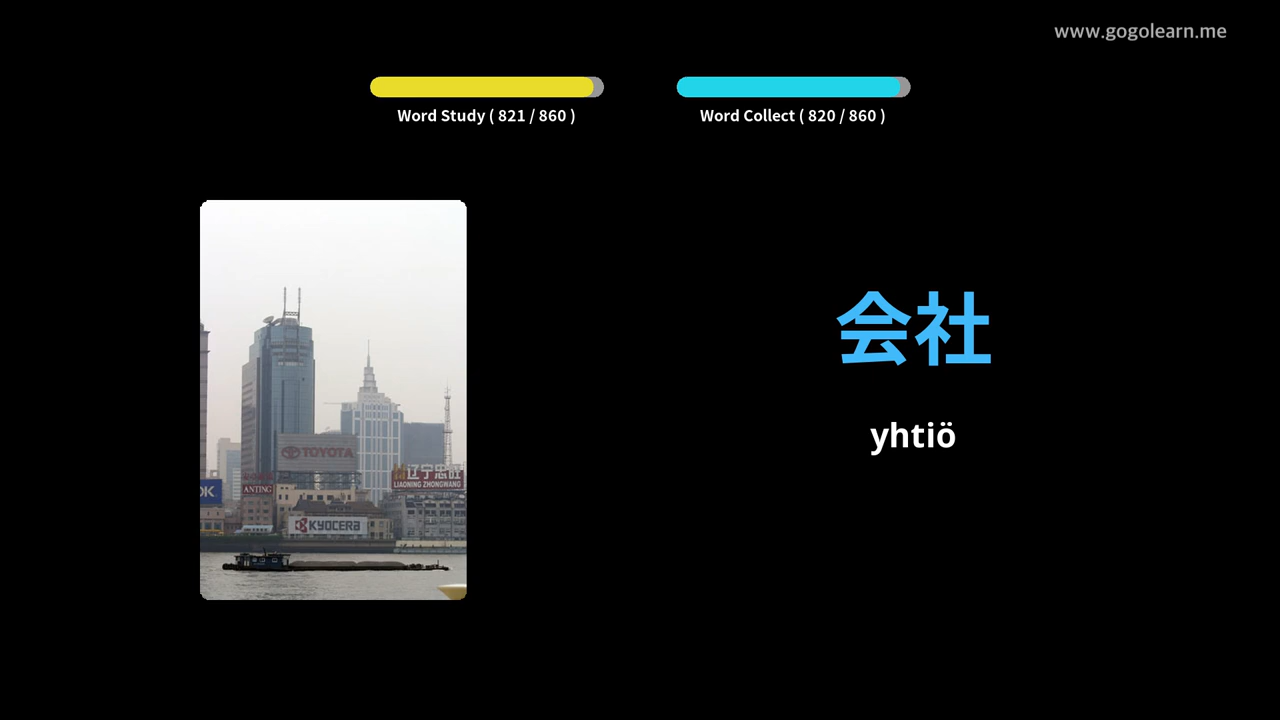 www.gogolearn.me
Word Study ( 821 / 860 )
Word Collect ( 820 / 860 )
会社
yhtiö
TOYOTA
辽宁忠旺
LIAONING ZHONGWANG
OK
ANTING
KYOCERA